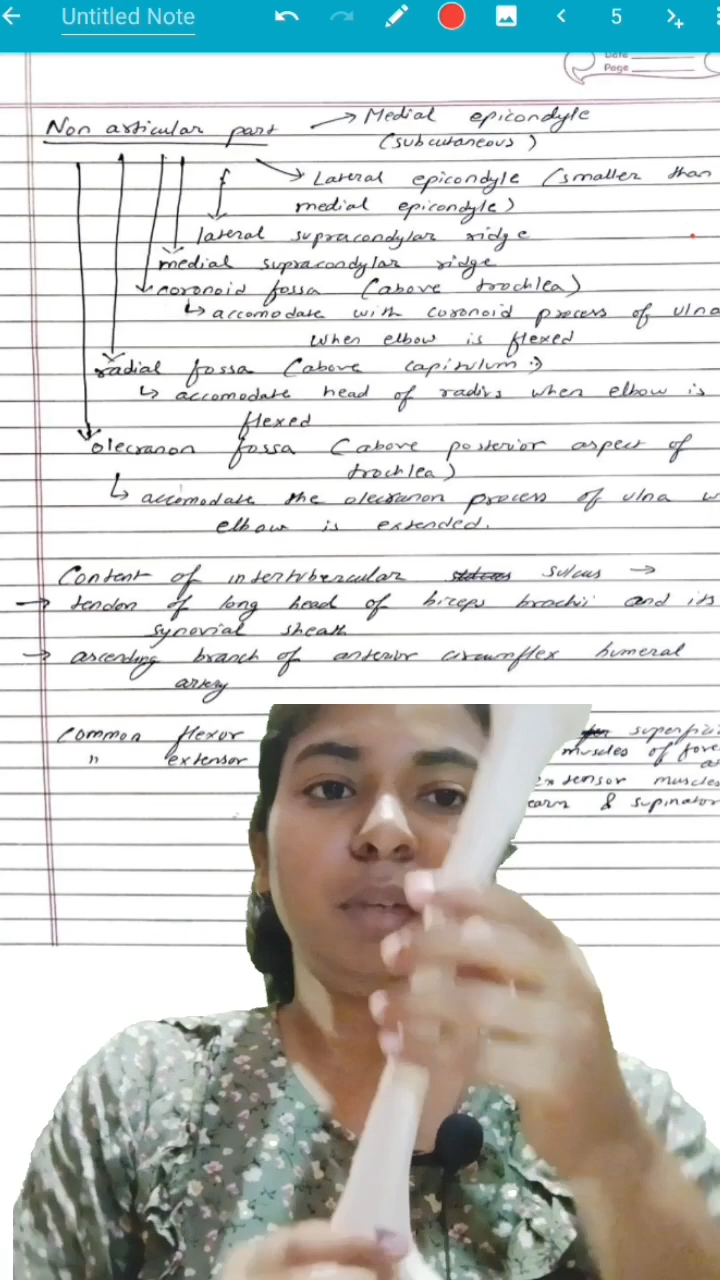 Untitled Note
5
Date
Page
Non articular part → Medial epicondyle
(subcutaneous)
→ Lateral epicondyle (smaller than
medial epicondyle)
lateral supracondylar ridge
medial supracondylar ridge
coronoid fossa (above trochlea)
↳ accomodate with coronoid process of ulna
when elbow is flexed
radial fossa (above capitulum)
↳ accomodate head of radius when elbow is
flexed
olecranon fossa (above posterior aspect of
trochlea)
↳ accomodate the olecranon process of ulna w
elbow is extended.
Content of intertubercular sulcus →
→ tendon of long head of biceps brachii and its
synovial sheath
→ ascending branch of anterior circumflex humeral
artery
Common flexor superfici
" extensor muscles of fore
extensor muscles
earm & supinator